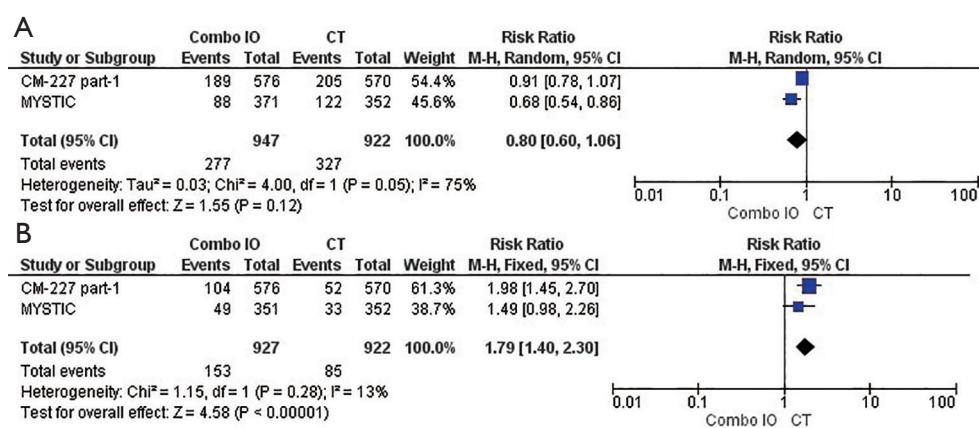 A
Combo IO CT Risk Ratio Risk Ratio
Study or Subgroup Events Total Events Total Weight M-H, Random, 95% CI M-H, Random, 95% CI
CM-227 part-1 189 576 205 570 54.4% 0.91 [0.78, 1.07]
MYSTIC 88 371 122 352 45.6% 0.68 [0.54, 0.86]
Total (95% CI) 947 922 100.0% 0.80 [0.60, 1.06]
Total events 277 327
Heterogeneity: Tau² = 0.03; Chi² = 4.00, df = 1 (P = 0.05); I² = 75%
Test for overall effect: Z = 1.55 (P = 0.12)
0.01 0.1 1 10 100
Combo IO CT
B
Combo IO CT Risk Ratio Risk Ratio
Study or Subgroup Events Total Events Total Weight M-H, Fixed, 95% CI M-H, Fixed, 95% CI
CM-227 part-1 104 576 52 570 61.3% 1.98 [1.45, 2.70]
MYSTIC 49 351 33 352 38.7% 1.49 [0.98, 2.26]
Total (95% CI) 927 922 100.0% 1.79 [1.40, 2.30]
Total events 153 85
Heterogeneity: Chi² = 1.15, df = 1 (P = 0.28); I² = 13%
Test for overall effect: Z = 4.58 (P < 0.00001)
0.01 0.1 1 10 100
Combo IO CT